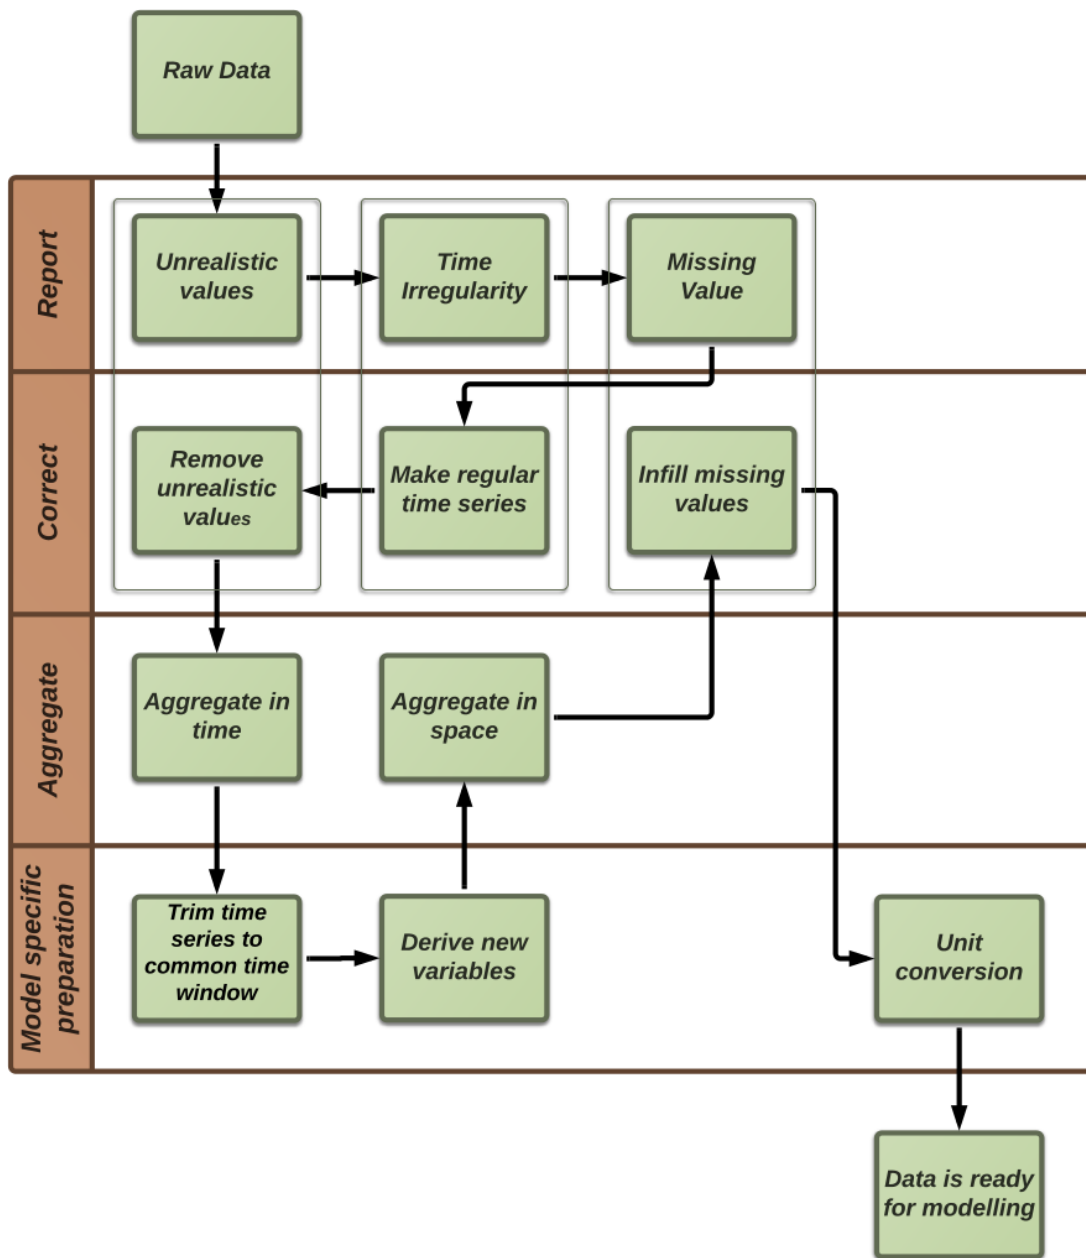 Raw Data
Report
Unrealistic
values
Time
Irregularity
Missing
Value
Correct
Remove
unrealistic
values
Make regular
time series
Infill missing
values
Aggregate
Aggregate in
time
Aggregate in
space
Model specific
preparation
Trim time
series to
common time
window
Derive new
variables
Unit
conversion
Data is ready
for modelling